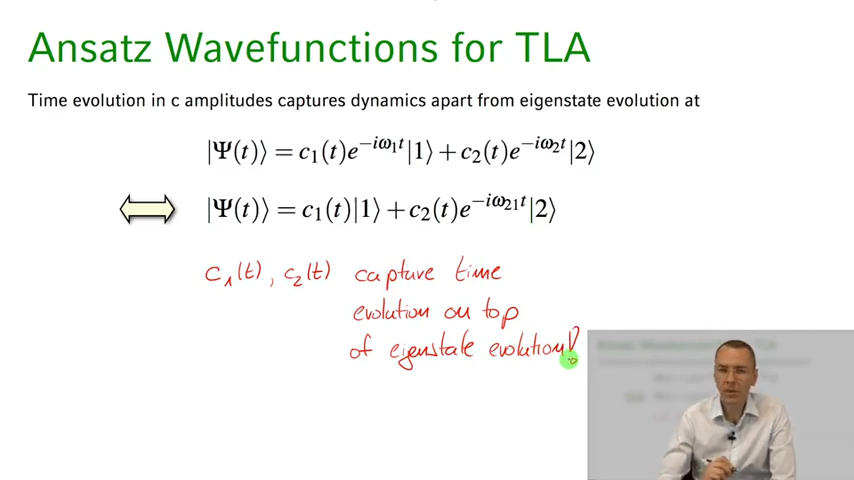 Ansatz Wavefunctions for TLA
Time evolution in c amplitudes captures dynamics apart from eigenstate evolution at
|Ψ(t)⟩ = c₁(t)e^{−iω₁t}|1⟩ + c₂(t)e^{−iω₂t}|2⟩
|Ψ(t)⟩ = c₁(t)|1⟩ + c₂(t)e^{−iω₂₁t}|2⟩
c₁(t), c₂(t) capture time
evolution on top
of eigenstate evolution!